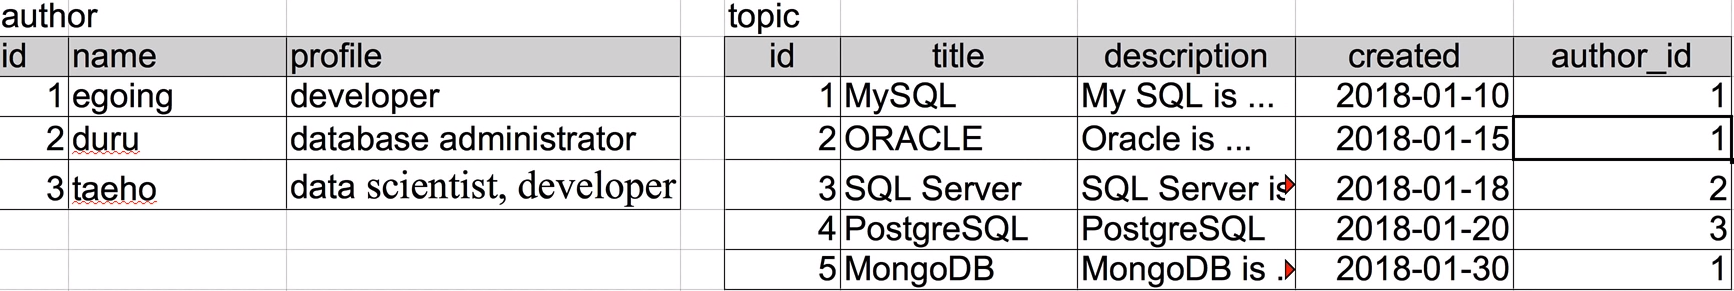 author topic
id name profile id title description created author_id
1 egoing developer 1 MySQL My SQL is ... 2018-01-10 1
2 duru database administrator 2 ORACLE Oracle is ... 2018-01-15 1
3 taeho data scientist, developer 3 SQL Server SQL Server is 2018-01-18 2
4 PostgreSQL PostgreSQL 2018-01-20 3
5 MongoDB MongoDB is . 2018-01-30 1